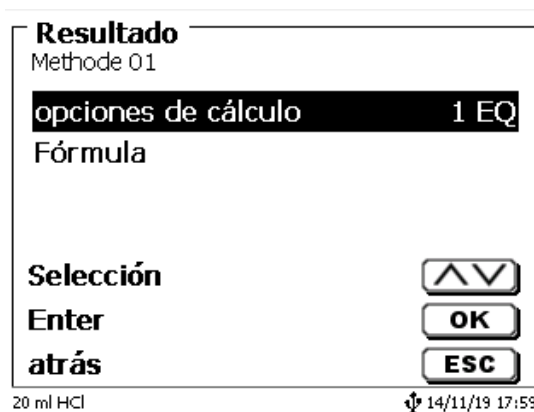 Resultado
Methode 01
opciones de cálculo 1 EQ
Fórmula
Selección
Enter OK
atrás ESC
20 ml HCl 14/11/19 17:59